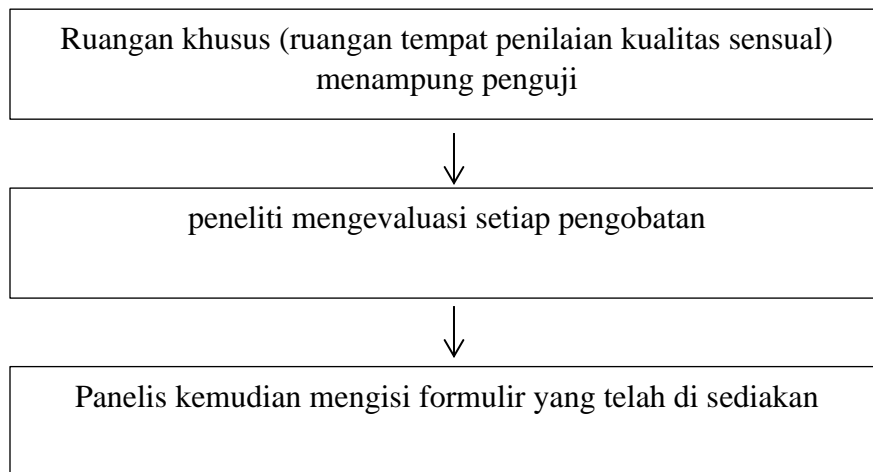 Ruangan khusus (ruangan tempat penilaian kualitas sensual)
menampung penguji
peneliti mengevaluasi setiap pengobatan
Panelis kemudian mengisi formulir yang telah di sediakan